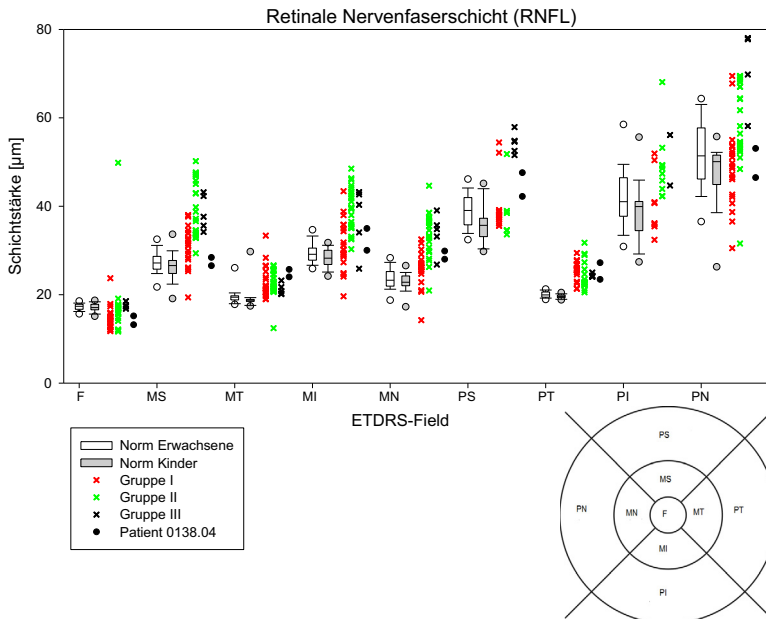 Retinale Nervenfaserschicht (RNFL)
80
60
40
20
0
Schichtstärke [µm]
F MS MT MI MN PS PT PI PN
ETDRS-Field
Norm Erwachsene
Norm Kinder
Gruppe I
Gruppe II
Gruppe III
Patient 0138.04
PS
MS
PN MN F MT PT
MI
PI